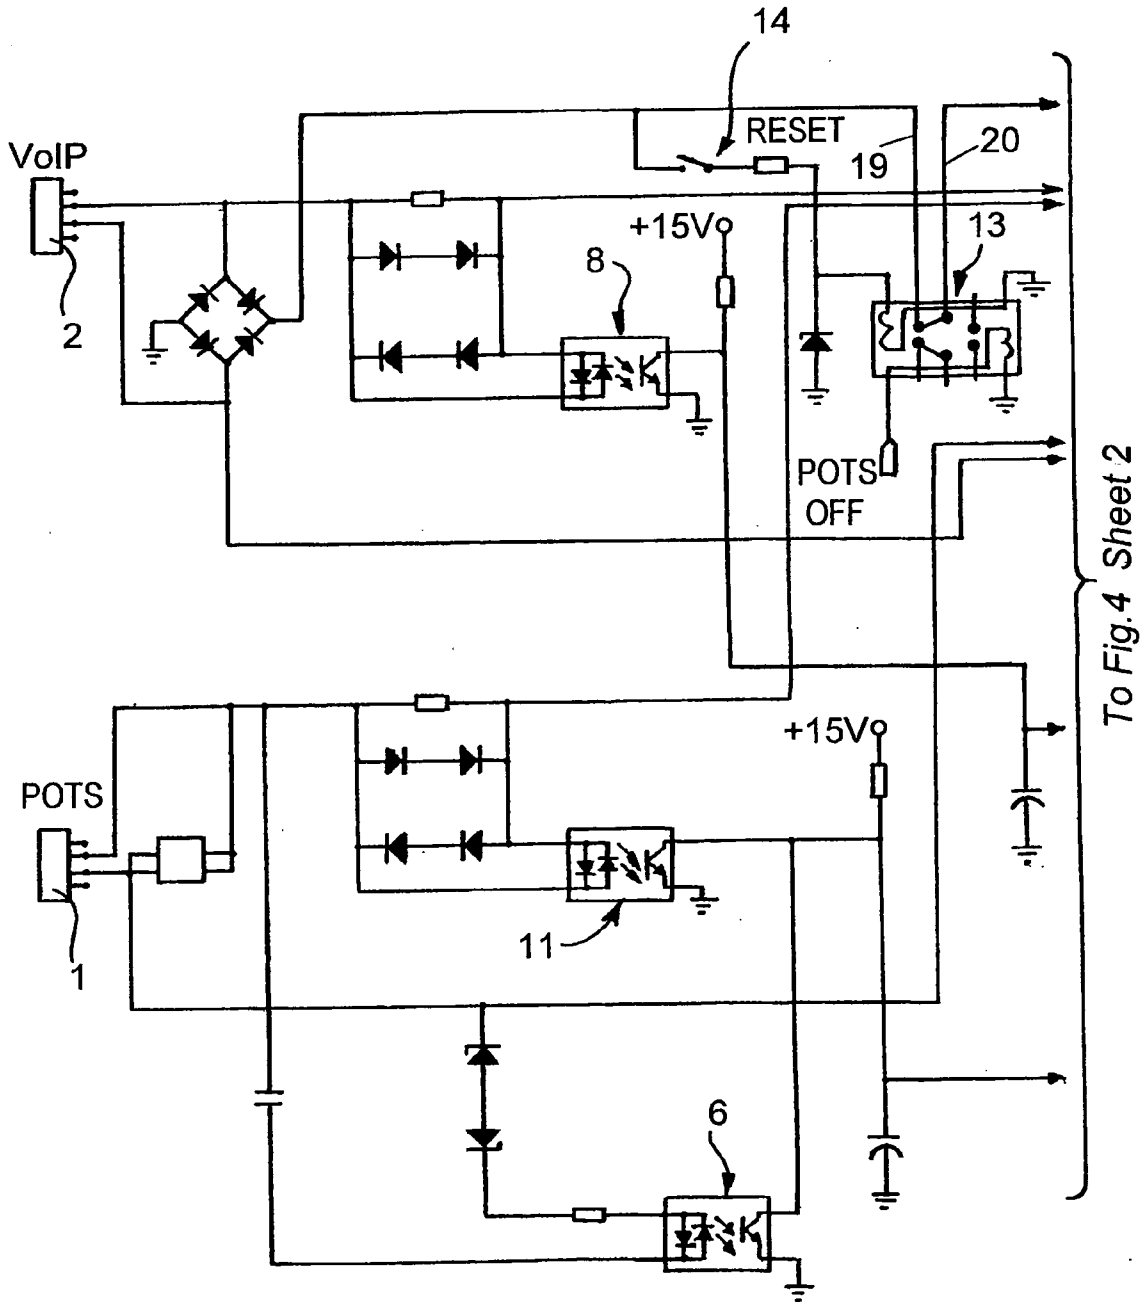 14
RESET
VoIP
19
20
+15V
13
8
2
POTS
OFF
To Fig.4 Sheet 2
+15V
POTS
11
1
6